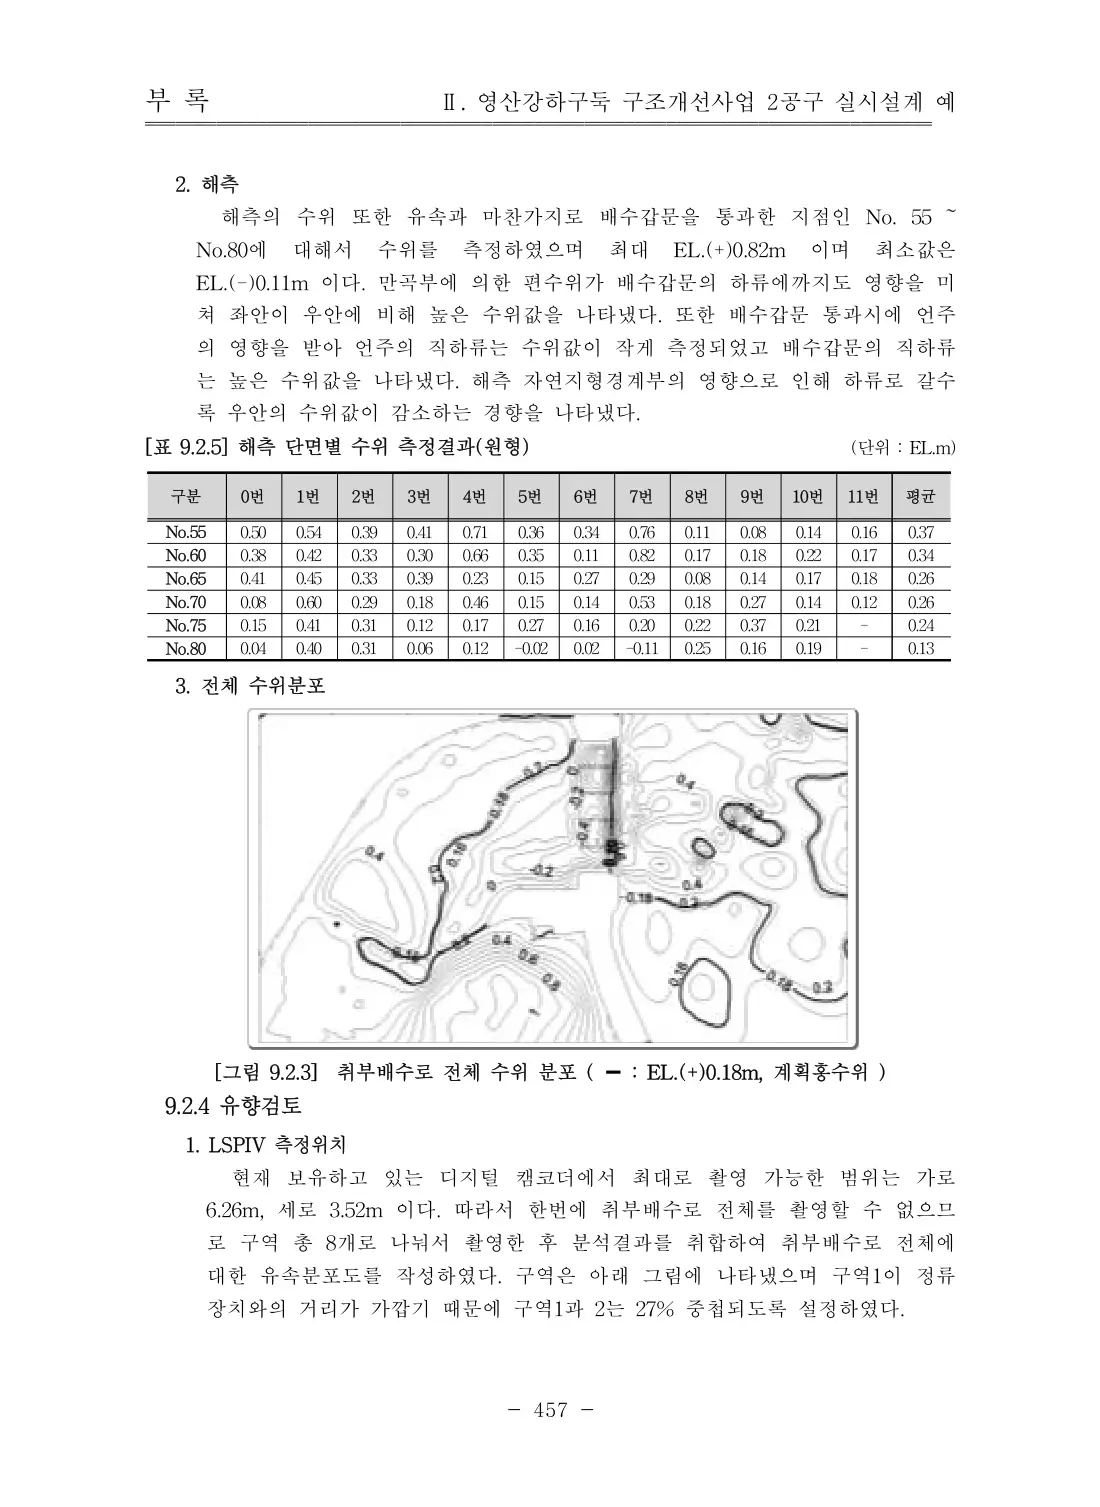 부 록
Ⅱ. 영산강하구둑 구조개선사업 2공구 실시설계 예
2. 해측
해측의 수위 또한 유속과 마찬가지로 배수갑문을 통과한 지점인 No. 55 ~
No.80에 대해서 수위를 측정하였으며 최대 EL.(+)0.82m 이며 최소값은
EL.(-)0.11m 이다. 만곡부에 의한 편수위가 배수갑문의 하류에까지도 영향을 미
쳐 좌안이 우안에 비해 높은 수위값을 나타냈다. 또한 배수갑문 통과시에 언주
의 영향을 받아 언주의 직하류는 수위값이 작게 측정되었고 배수갑문의 직하류
는 높은 수위값을 나타냈다. 해측 자연지형경계부의 영향으로 인해 하류로 갈수
록 우안의 수위값이 감소하는 경향을 나타냈다.
[표 9.2.5] 해측 단면별 수위 측정결과(원형) (단위 : EL.m)
구분 0번 1번 2번 3번 4번 5번 6번 7번 8번 9번 10번 11번 평균
No.55 0.50 0.54 0.39 0.41 0.71 0.36 0.34 0.76 0.11 0.08 0.14 0.16 0.37
No.60 0.38 0.42 0.33 0.30 0.66 0.35 0.11 0.82 0.17 0.18 0.22 0.17 0.34
No.65 0.41 0.45 0.33 0.39 0.23 0.15 0.27 0.29 0.08 0.14 0.17 0.18 0.26
No.70 0.08 0.60 0.29 0.18 0.46 0.15 0.14 0.53 0.18 0.27 0.14 0.12 0.26
No.75 0.15 0.41 0.31 0.12 0.17 0.27 0.16 0.20 0.22 0.37 0.21 - 0.24
No.80 0.04 0.40 0.31 0.06 0.12 -0.02 0.02 -0.11 0.25 0.16 0.19 - 0.13
3. 전체 수위분포
0.2
0
0.4
-0.2
0.18
-0.4
0.4
0.18
-0.2
0
0.4
-0.18
0.2
0.18
0.4
0.6
0.8
0.18
0.18
0.2
[그림 9.2.3] 취부배수로 전체 수위 분포 ( ━ : EL.(+)0.18m, 계획홍수위 )
9.2.4 유향검토
1. LSPIV 측정위치
현재 보유하고 있는 디지털 캠코더에서 최대로 촬영 가능한 범위는 가로
6.26m, 세로 3.52m 이다. 따라서 한번에 취부배수로 전체를 촬영할 수 없으므
로 구역 총 8개로 나눠서 촬영한 후 분석결과를 취합하여 취부배수로 전체에
대한 유속분포도를 작성하였다. 구역은 아래 그림에 나타냈으며 구역1이 정류
장치와의 거리가 가깝기 때문에 구역1과 2는 27% 중첩되도록 설정하였다.
- 457 -